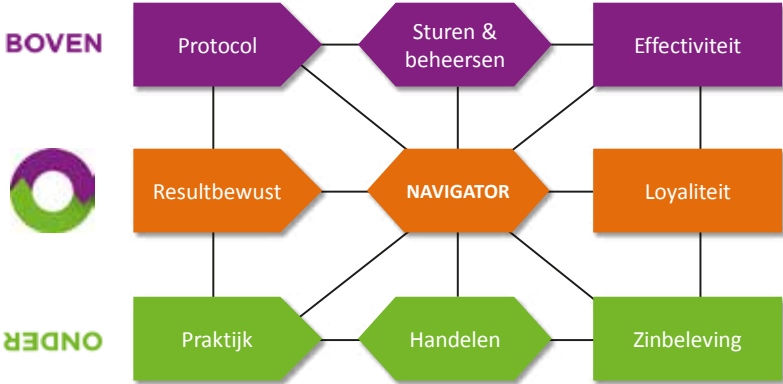 BOVEN
Protocol
Sturen &
beheersen
Effectiviteit
Resultbewust
NAVIGATOR
Loyaliteit
ONDER
Praktijk
Handelen
Zinbeleving